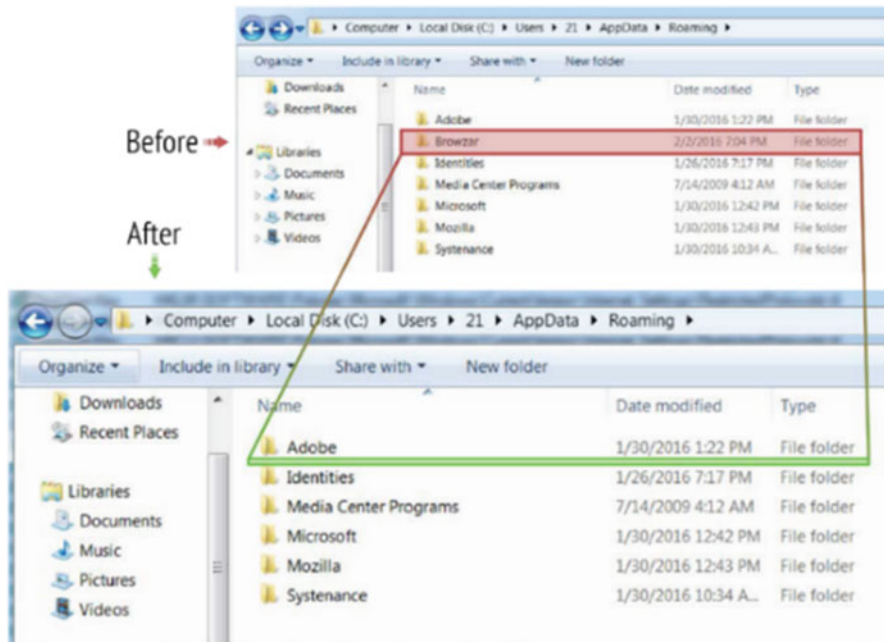 Computer Local Disk (C:) Users 21 AppData Roaming
Organize Include in library Share with New folder
Downloads Name Date modified Type
Recent Places
Adobe 1/30/2016 1:22 PM File folder
Before
Browzar 2/2/2016 7:04 PM File folder
Libraries Identities 1/26/2016 7:17 PM File folder
Documents Media Center Programs 7/14/2009 4:12 AM File folder
Music Microsoft 1/30/2016 12:42 PM File folder
Pictures Mozilla 1/30/2016 12:43 PM File folder
Videos Systenance 1/30/2016 10:34 A... File folder
After
Computer Local Disk (C:) Users 21 AppData Roaming
Organize Include in library Share with New folder
Downloads Name Date modified Type
Recent Places
Adobe 1/30/2016 1:22 PM File folder
Libraries Identities 1/26/2016 7:17 PM File folder
Documents Media Center Programs 7/14/2009 4:12 AM File folder
Music Microsoft 1/30/2016 12:42 PM File folder
Pictures Mozilla 1/30/2016 12:43 PM File folder
Videos Systenance 1/30/2016 10:34 A... File folder